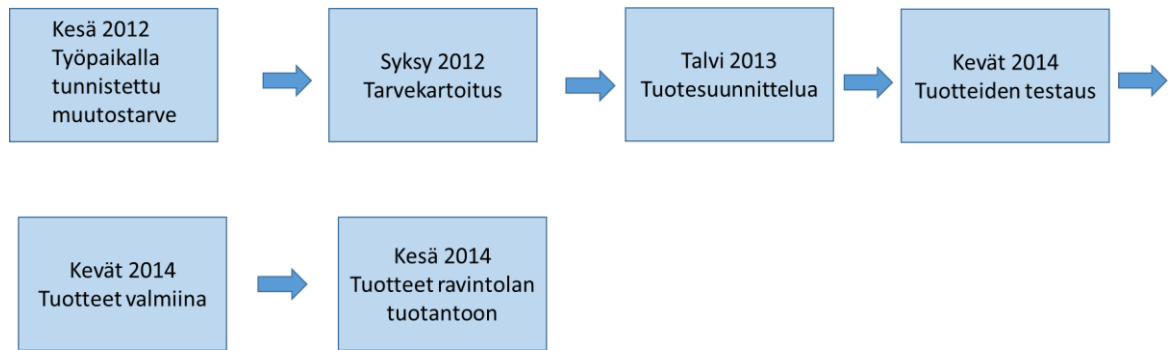 Kesä 2012
Työpaikalla
tunnistettu
muutostarve
Syksy 2012
Tarvekartoitus
Talvi 2013
Tuotesuunnittelua
Kevät 2014
Tuotteiden testaus
Kevät 2014
Tuotteet valmiina
Kesä 2014
Tuotteet ravintolan
tuotantoon